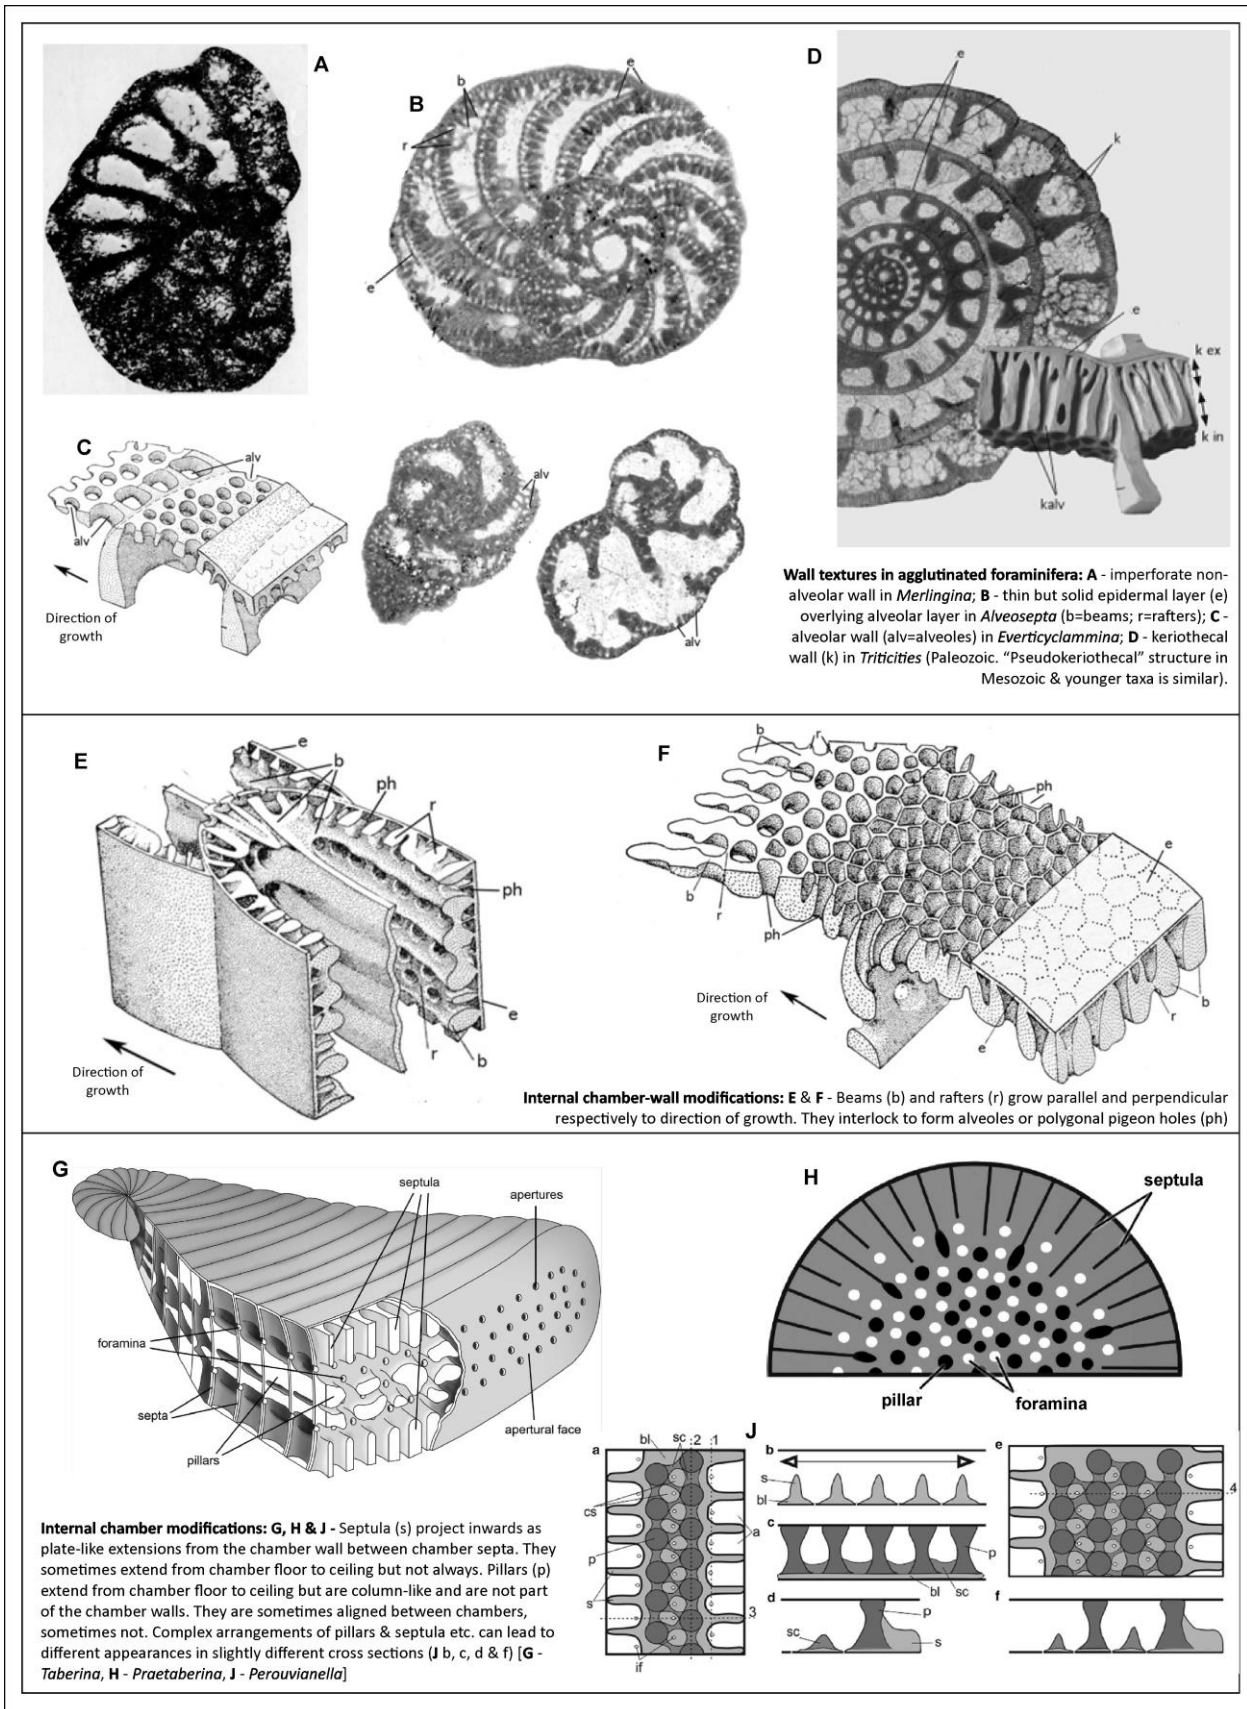 A
B
b
e
r
e
D
e
k
e
k ex
k in
kalv
C
alv
alv
Direction of
growth
alv
alv
Wall textures in agglutinated foraminifera: A - imperforate non-
alveolar wall in Merlingina; B - thin but solid epidermal layer (e)
overlying alveolar layer in Alveosepta (b=beams; r=rafters); C -
alveolar wall (alv=alveoles) in Everticyclammina; D - keriothecal
wall (k) in Triticities (Paleozoic. “Pseudokeriothecal” structure in
Mesozoic & younger taxa is similar).
E
e
b
ph
r
ph
e
r
b
Direction of
growth
F
b
r
ph
e
b
r
ph
Direction of
growth
b
r
e
Internal chamber-wall modifications: E & F - Beams (b) and rafters (r) grow parallel and perpendicular
respectively to direction of growth. They interlock to form alveoles or polygonal pigeon holes (ph)
G
septula
apertures
foramina
septa
pillars
apertural face
H
septula
pillar
foramina
J
a
bl
sc
:2
:1
cs
a
p
s
3
if
b
s
bl
c
p
bl
sc
d
p
sc
s
e
4
f
Internal chamber modifications: G, H & J - Septula (s) project inwards as
plate-like extensions from the chamber wall between chamber septa. They
sometimes extend from chamber floor to ceiling but not always. Pillars (p)
extend from chamber floor to ceiling but are column-like and are not part
of the chamber walls. They are sometimes aligned between chambers,
sometimes not. Complex arrangements of pillars & septula etc. can lead to
different appearances in slightly different cross sections (J b, c, d & f) [G -
Taberina, H - Praetaberina, J - Perouvianella]